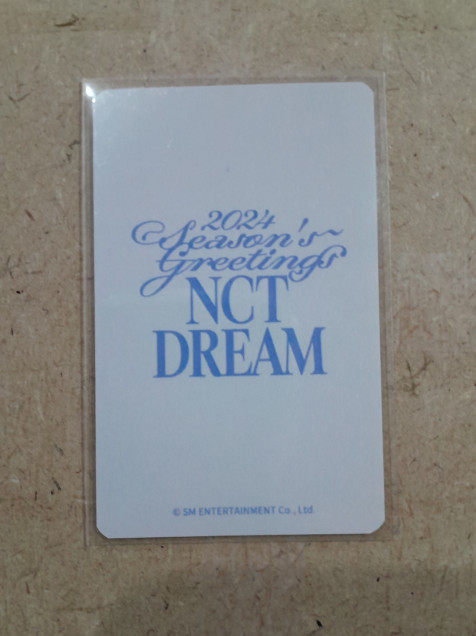 2024
Season's
Greetings
NCT
DREAM
© SM ENTERTAINMENT Co., Ltd.